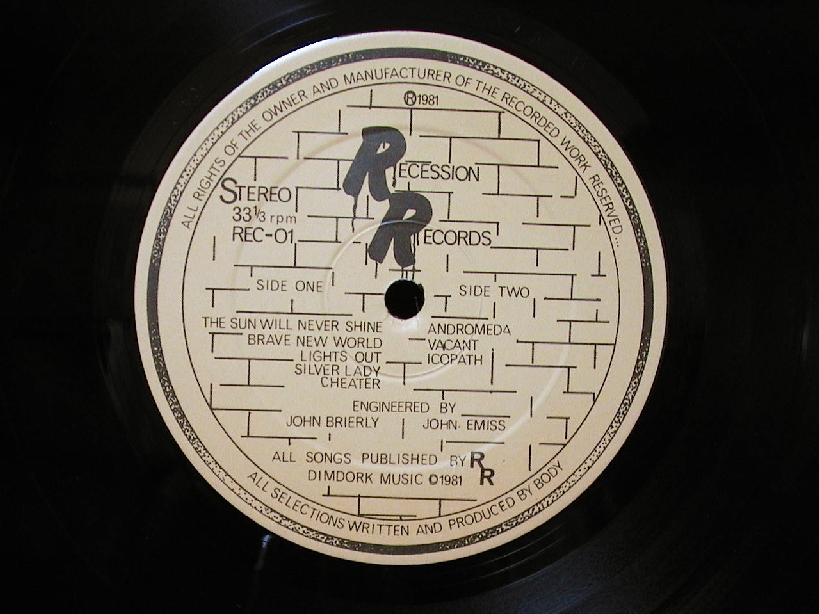 ALL RIGHTS OF THE OWNER AND MANUFACTURER OF THE RECORDED WORK RESERVED...
Ⓟ1981
RECESSION
STEREO
33⅓ rpm
REC-01
RECORDS
SIDE ONE
SIDE TWO
THE SUN WILL NEVER SHINE
BRAVE NEW WORLD
LIGHTS OUT
SILVER LADY
CHEATER
ANDROMEDA
VACANT
ICOPATH
ENGINEERED BY
JOHN BRIERLY
JOHN EMISS
ALL SONGS PUBLISHED BY RR
DIMDORK MUSIC ©1981
ALL SELECTIONS WRITTEN AND PRODUCED BY BODY